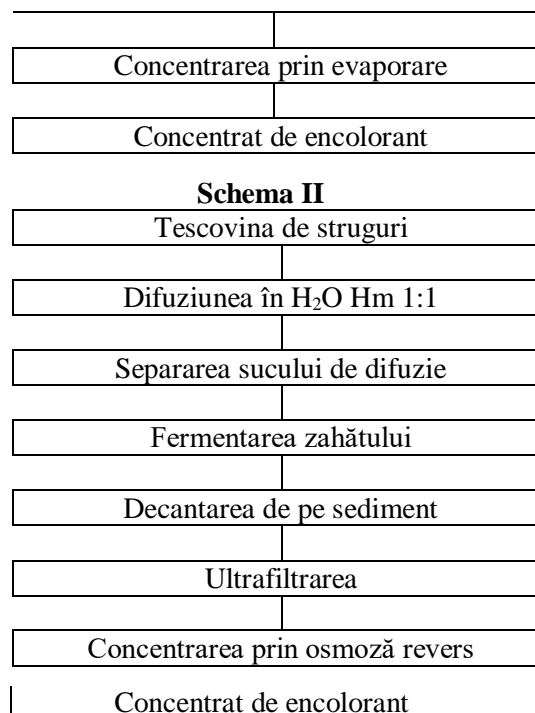 Concentrarea prin evaporare
Concentrat de encolorant
Schema II
Tescovina de struguri
Difuziunea în H₂O Hm 1:1
Separarea sucului de difuzie
Fermentarea zahătului
Decantarea de pe sediment
Ultrafiltrarea
Concentrarea prin osmoză revers
Concentrat de encolorant